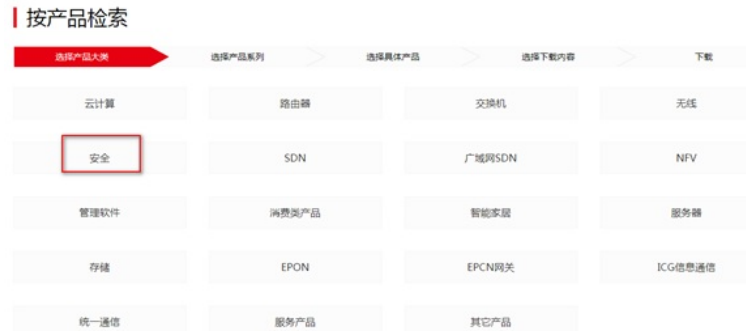 按产品检索
选择产品大类 选择产品系列 选择具体产品 选择下载内容 下载
云计算 路由器 交换机 无线
安全 SDN 广域网SDN NFV
管理软件 消费类产品 智能家居 服务器
存储 EPON EPCN网关 ICG信息通信
统一通信 服务产品 其它产品